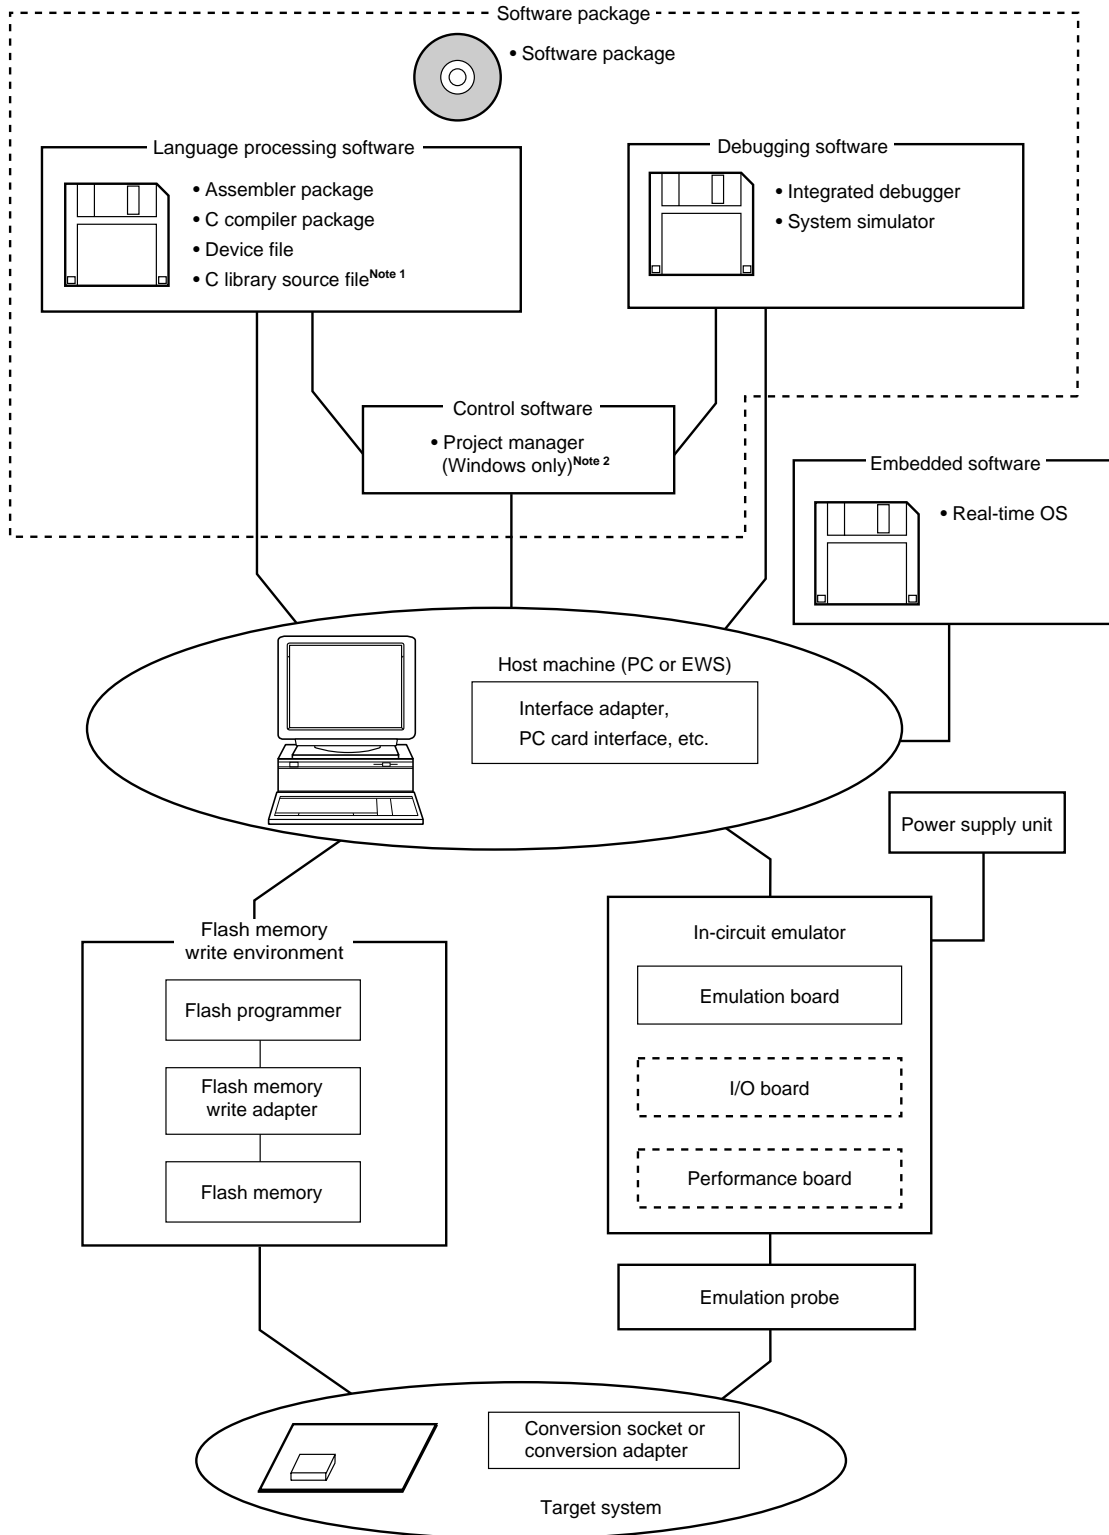 Software package
• Software package
Language processing software
• Assembler package
• C compiler package
• Device file
• C library source fileNote 1
Debugging software
• Integrated debugger
• System simulator
Control software
• Project manager
(Windows only)Note 2
Embedded software
• Real-time OS
Host machine (PC or EWS)
Interface adapter,
PC card interface, etc.
Power supply unit
Flash memory
write environment
Flash programmer
Flash memory
write adapter
Flash memory
In-circuit emulator
Emulation board
I/O board
Performance board
Emulation probe
Conversion socket or
conversion adapter
Target system